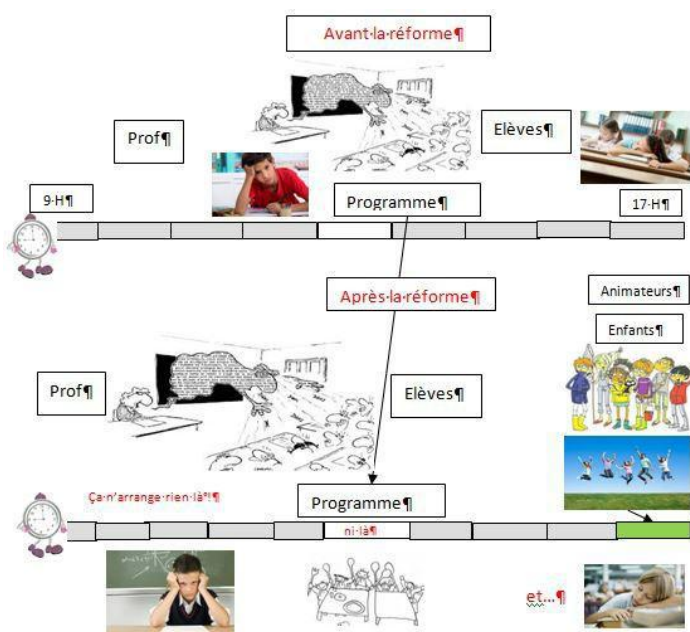 Avant·la·réforme¶
Prof¶
Elèves¶
9·H¶
Programme¶
17·H¶
Après·la·réforme¶
Animateurs¶
Enfants¶
Prof¶
Elèves¶
Ça·n'arrange·rien·là°!¶
Programme¶
ni·là¶
et...¶